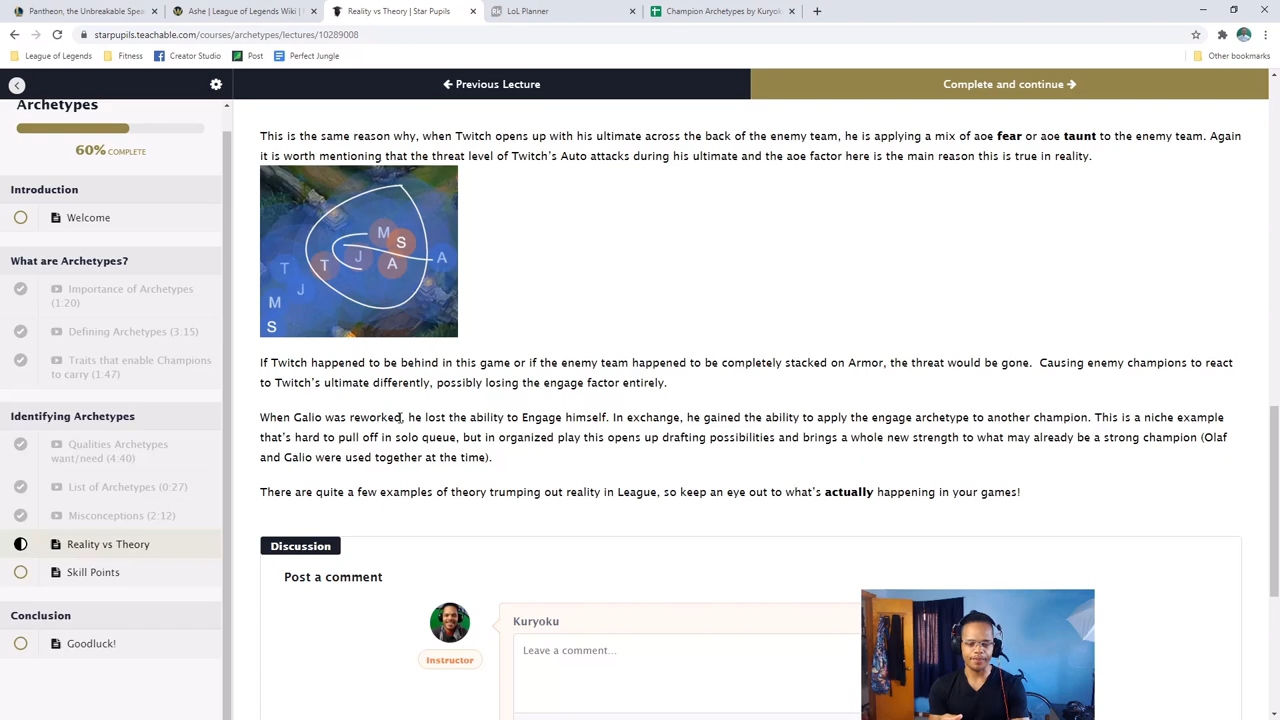 Pantheon, the Unbreakable Spe
Ashe | League of Legends Wiki |
Reality vs Theory | Star Pupils
LoL Planner
Champion Archetypes by Kuryok
starpupils.teachable.com/courses/archetypes/lectures/10289008
League of Legends
Fitness
Creator Studio
Post
Perfect Jungle
Other bookmarks
Previous Lecture
Complete and continue
Archetypes
60% COMPLETE
Introduction
Welcome
What are Archetypes?
Importance of Archetypes
(1:20)
Defining Archetypes (3:15)
Traits that enable Champions
to carry (1:47)
Identifying Archetypes
Qualities Archetypes
want/need (4:40)
List of Archetypes (0:27)
Misconceptions (2:12)
Reality vs Theory
Skill Points
Conclusion
Goodluck!
This is the same reason why, when Twitch opens up with his ultimate across the back of the enemy team, he is applying a mix of aoe fear or aoe taunt to the enemy team. Again
it is worth mentioning that the threat level of Twitch's Auto attacks during his ultimate and the aoe factor here is the main reason this is true in reality.
M
S
T
J
A
A
T
J
M
S
If Twitch happened to be behind in this game or if the enemy team happened to be completely stacked on Armor, the threat would be gone. Causing enemy champions to react
to Twitch's ultimate differently, possibly losing the engage factor entirely.
When Galio was reworked, he lost the ability to Engage himself. In exchange, he gained the ability to apply the engage archetype to another champion. This is a niche example
that's hard to pull off in solo queue, but in organized play this opens up drafting possibilities and brings a whole new strength to what may already be a strong champion (Olaf
and Galio were used together at the time).
There are quite a few examples of theory trumping out reality in League, so keep an eye out to what's actually happening in your games!
Discussion
Post a comment
Kuryoku
Leave a comment...
Instructor